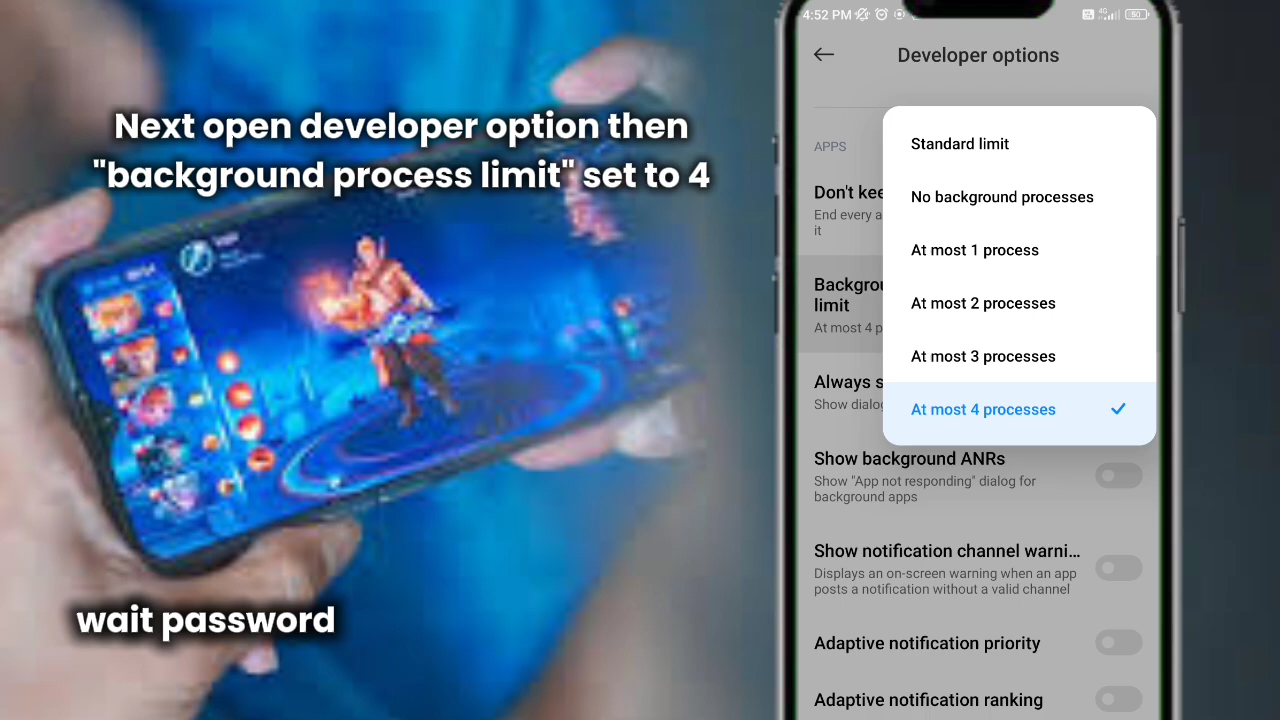 Next open developer option then
"background process limit" set to 4
wait password
4:52 PM
4G
50
Developer options
APPS
Don't kee
End every a
it
Backgrou
limit
At most 4 p
Always s
Show dialog
Standard limit
No background processes
At most 1 process
At most 2 processes
At most 3 processes
At most 4 processes
Show background ANRs
Show "App not responding" dialog for
background apps
Show notification channel warni...
Displays an on-screen warning when an app
posts a notification without a valid channel
Adaptive notification priority
Adaptive notification ranking